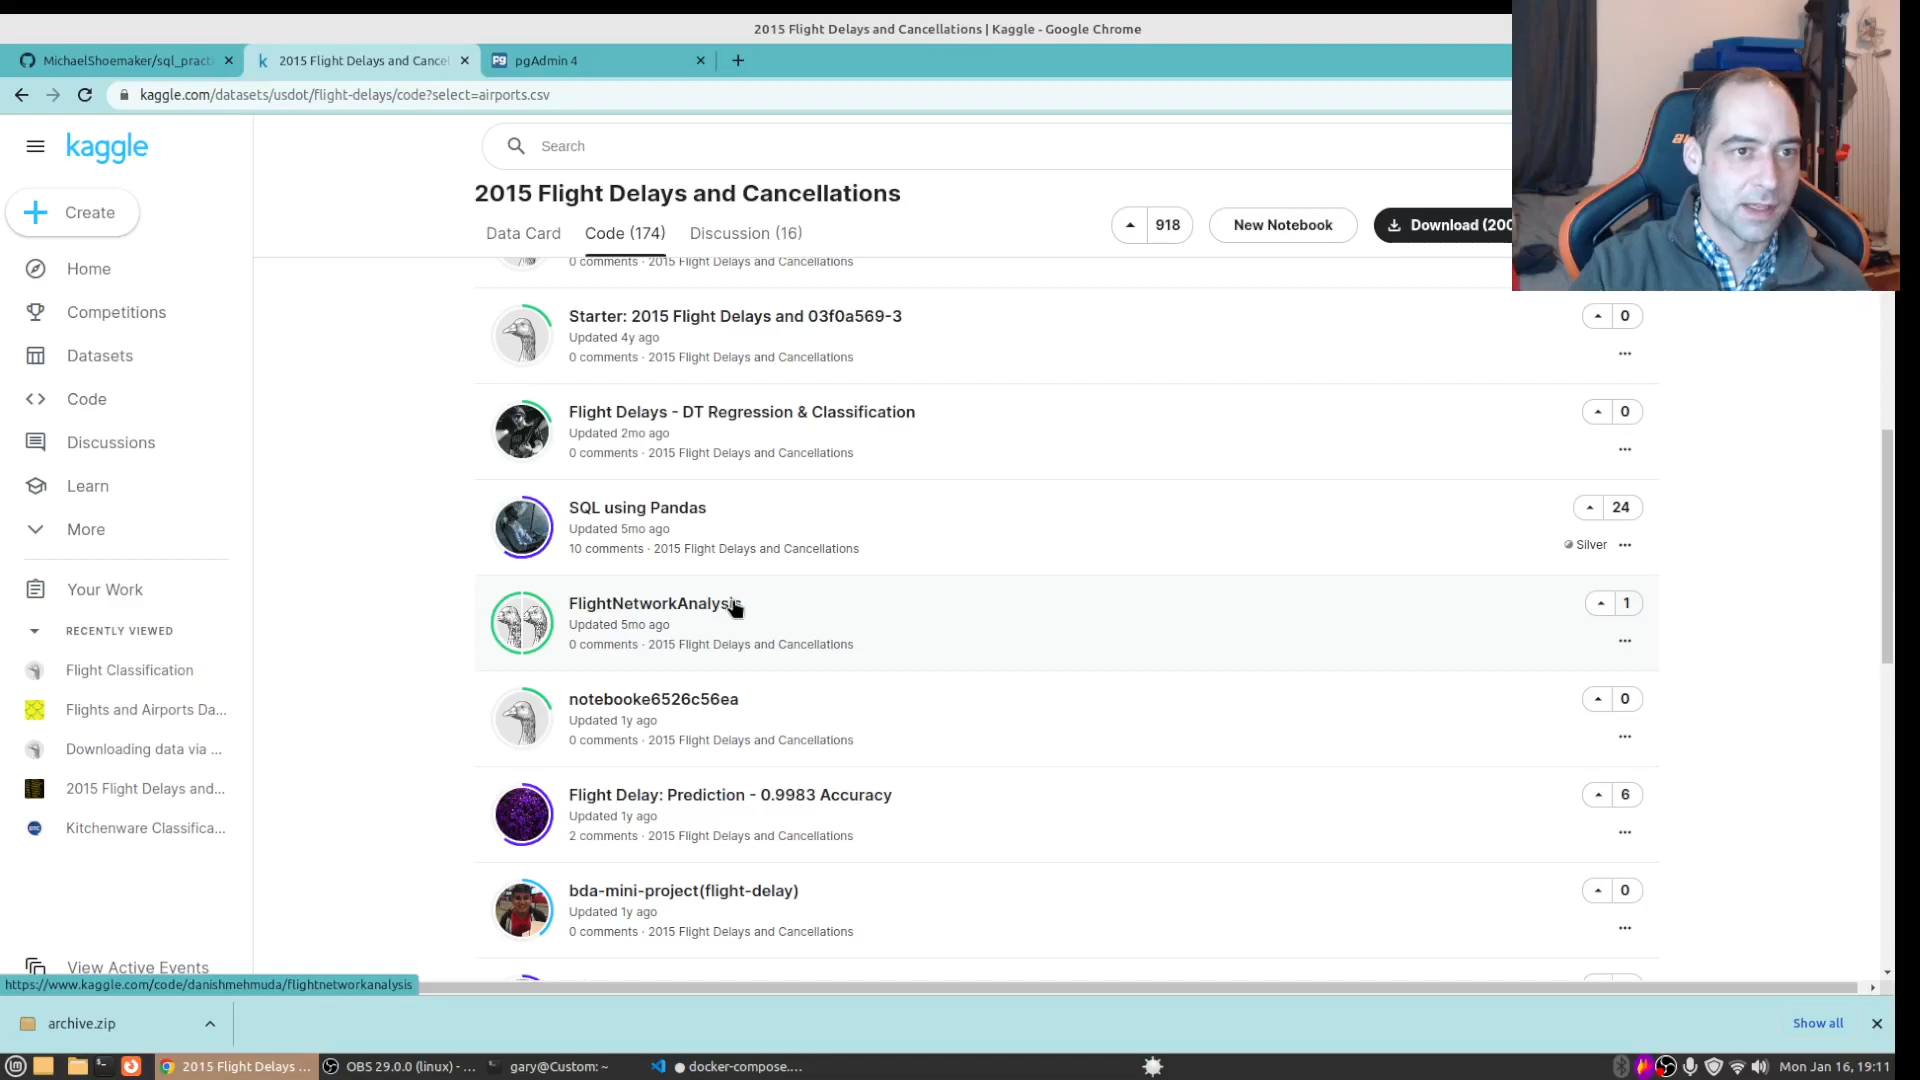 2015 Flight Delays and Cancellations | Kaggle - Google Chrome
MichaelShoemaker/sql_practi
2015 Flight Delays and Cancel
pgAdmin 4
kaggle.com/datasets/usdot/flight-delays/code?select=airports.csv
kaggle
Search
2015 Flight Delays and Cancellations
Data Card
Code (174)
Discussion (16)
918
New Notebook
Download (200
Create
Home
Competitions
Datasets
Code
Discussions
Learn
More
Your Work
RECENTLY VIEWED
Flight Classification
Flights and Airports Da...
Downloading data via ...
2015 Flight Delays and...
Kitchenware Classifica...
View Active Events
0 comments · 2015 Flight Delays and Cancellations
Starter: 2015 Flight Delays and 03f0a569-3
Updated 4y ago
0 comments · 2015 Flight Delays and Cancellations
0
Flight Delays - DT Regression & Classification
Updated 2mo ago
0 comments · 2015 Flight Delays and Cancellations
0
SQL using Pandas
Updated 5mo ago
10 comments · 2015 Flight Delays and Cancellations
24
Silver
FlightNetworkAnalysis
Updated 5mo ago
0 comments · 2015 Flight Delays and Cancellations
1
notebooke6526c56ea
Updated 1y ago
0 comments · 2015 Flight Delays and Cancellations
0
Flight Delay: Prediction - 0.9983 Accuracy
Updated 1y ago
2 comments · 2015 Flight Delays and Cancellations
6
bda-mini-project(flight-delay)
Updated 1y ago
0 comments · 2015 Flight Delays and Cancellations
0
https://www.kaggle.com/code/danishmehmuda/flightnetworkanalysis
archive.zip
Show all
2015 Flight Delays ...
OBS 29.0.0 (linux) - ...
gary@Custom: ~
docker-compose....
Mon Jan 16, 19:11